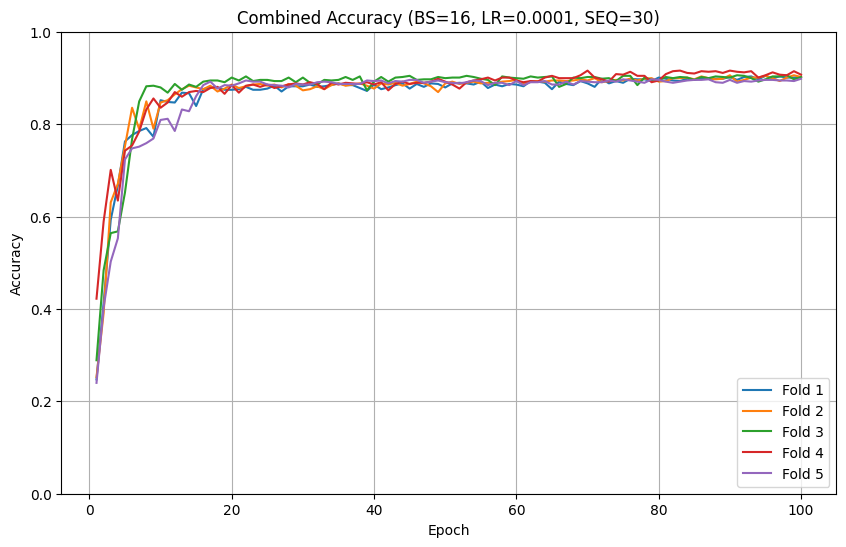 Combined Accuracy (BS=16, LR=0.0001, SEQ=30)
Accuracy
1.0
0.8
0.6
0.4
0.2
0.0
0 20 40 60 80 100
Epoch
Fold 1
Fold 2
Fold 3
Fold 4
Fold 5